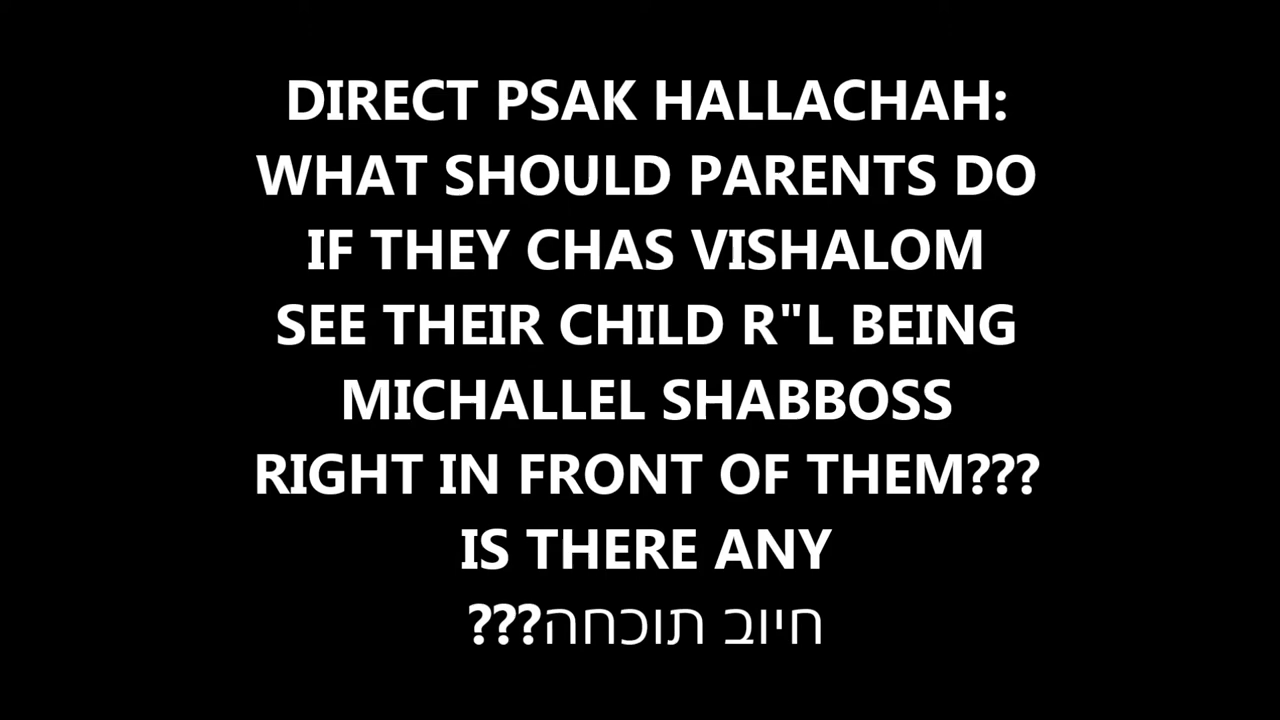 DIRECT PSAK HALLACHAH:
WHAT SHOULD PARENTS DO
IF THEY CHAS VISHALOM
SEE THEIR CHILD R"L BEING
MICHALLEL SHABBOSS
RIGHT IN FRONT OF THEM???
IS THERE ANY
חיוב תוכחה???